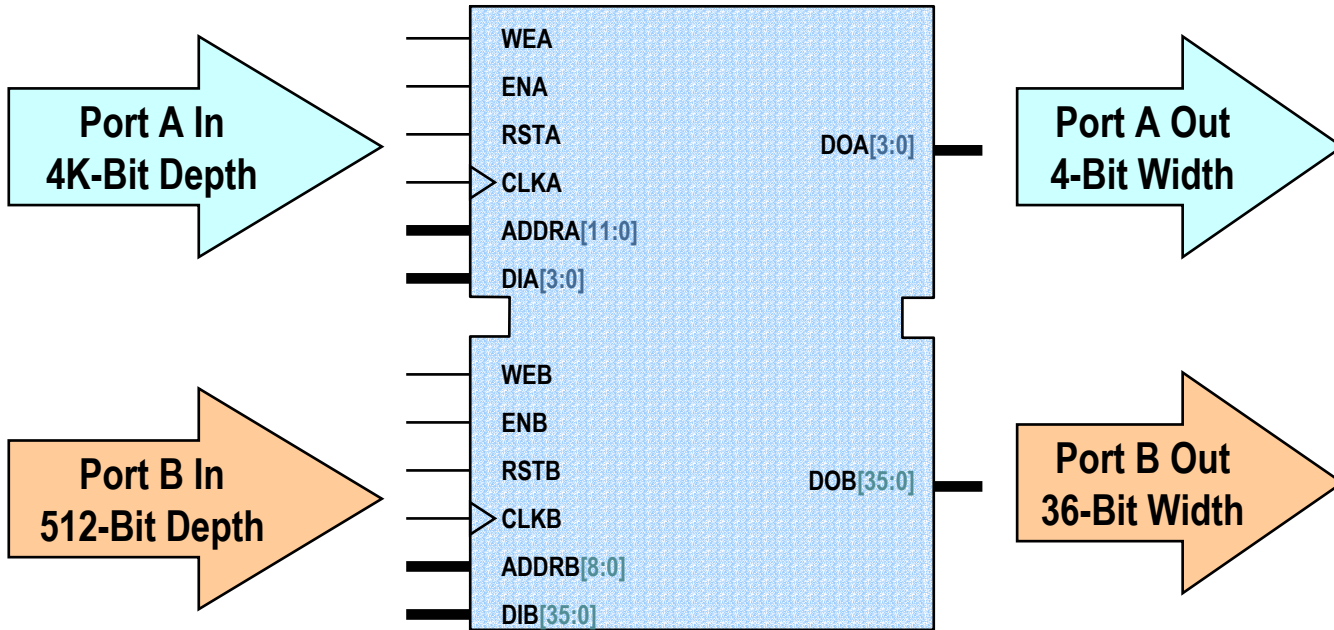 Port A In
4K-Bit Depth
WEA
ENA
RSTA
CLKA
ADDRA[11:0]
DIA[3:0]
DOA[3:0]
Port A Out
4-Bit Width
Port B In
512-Bit Depth
WEB
ENB
RSTB
CLKB
ADDRB[8:0]
DIB[35:0]
DOB[35:0]
Port B Out
36-Bit Width